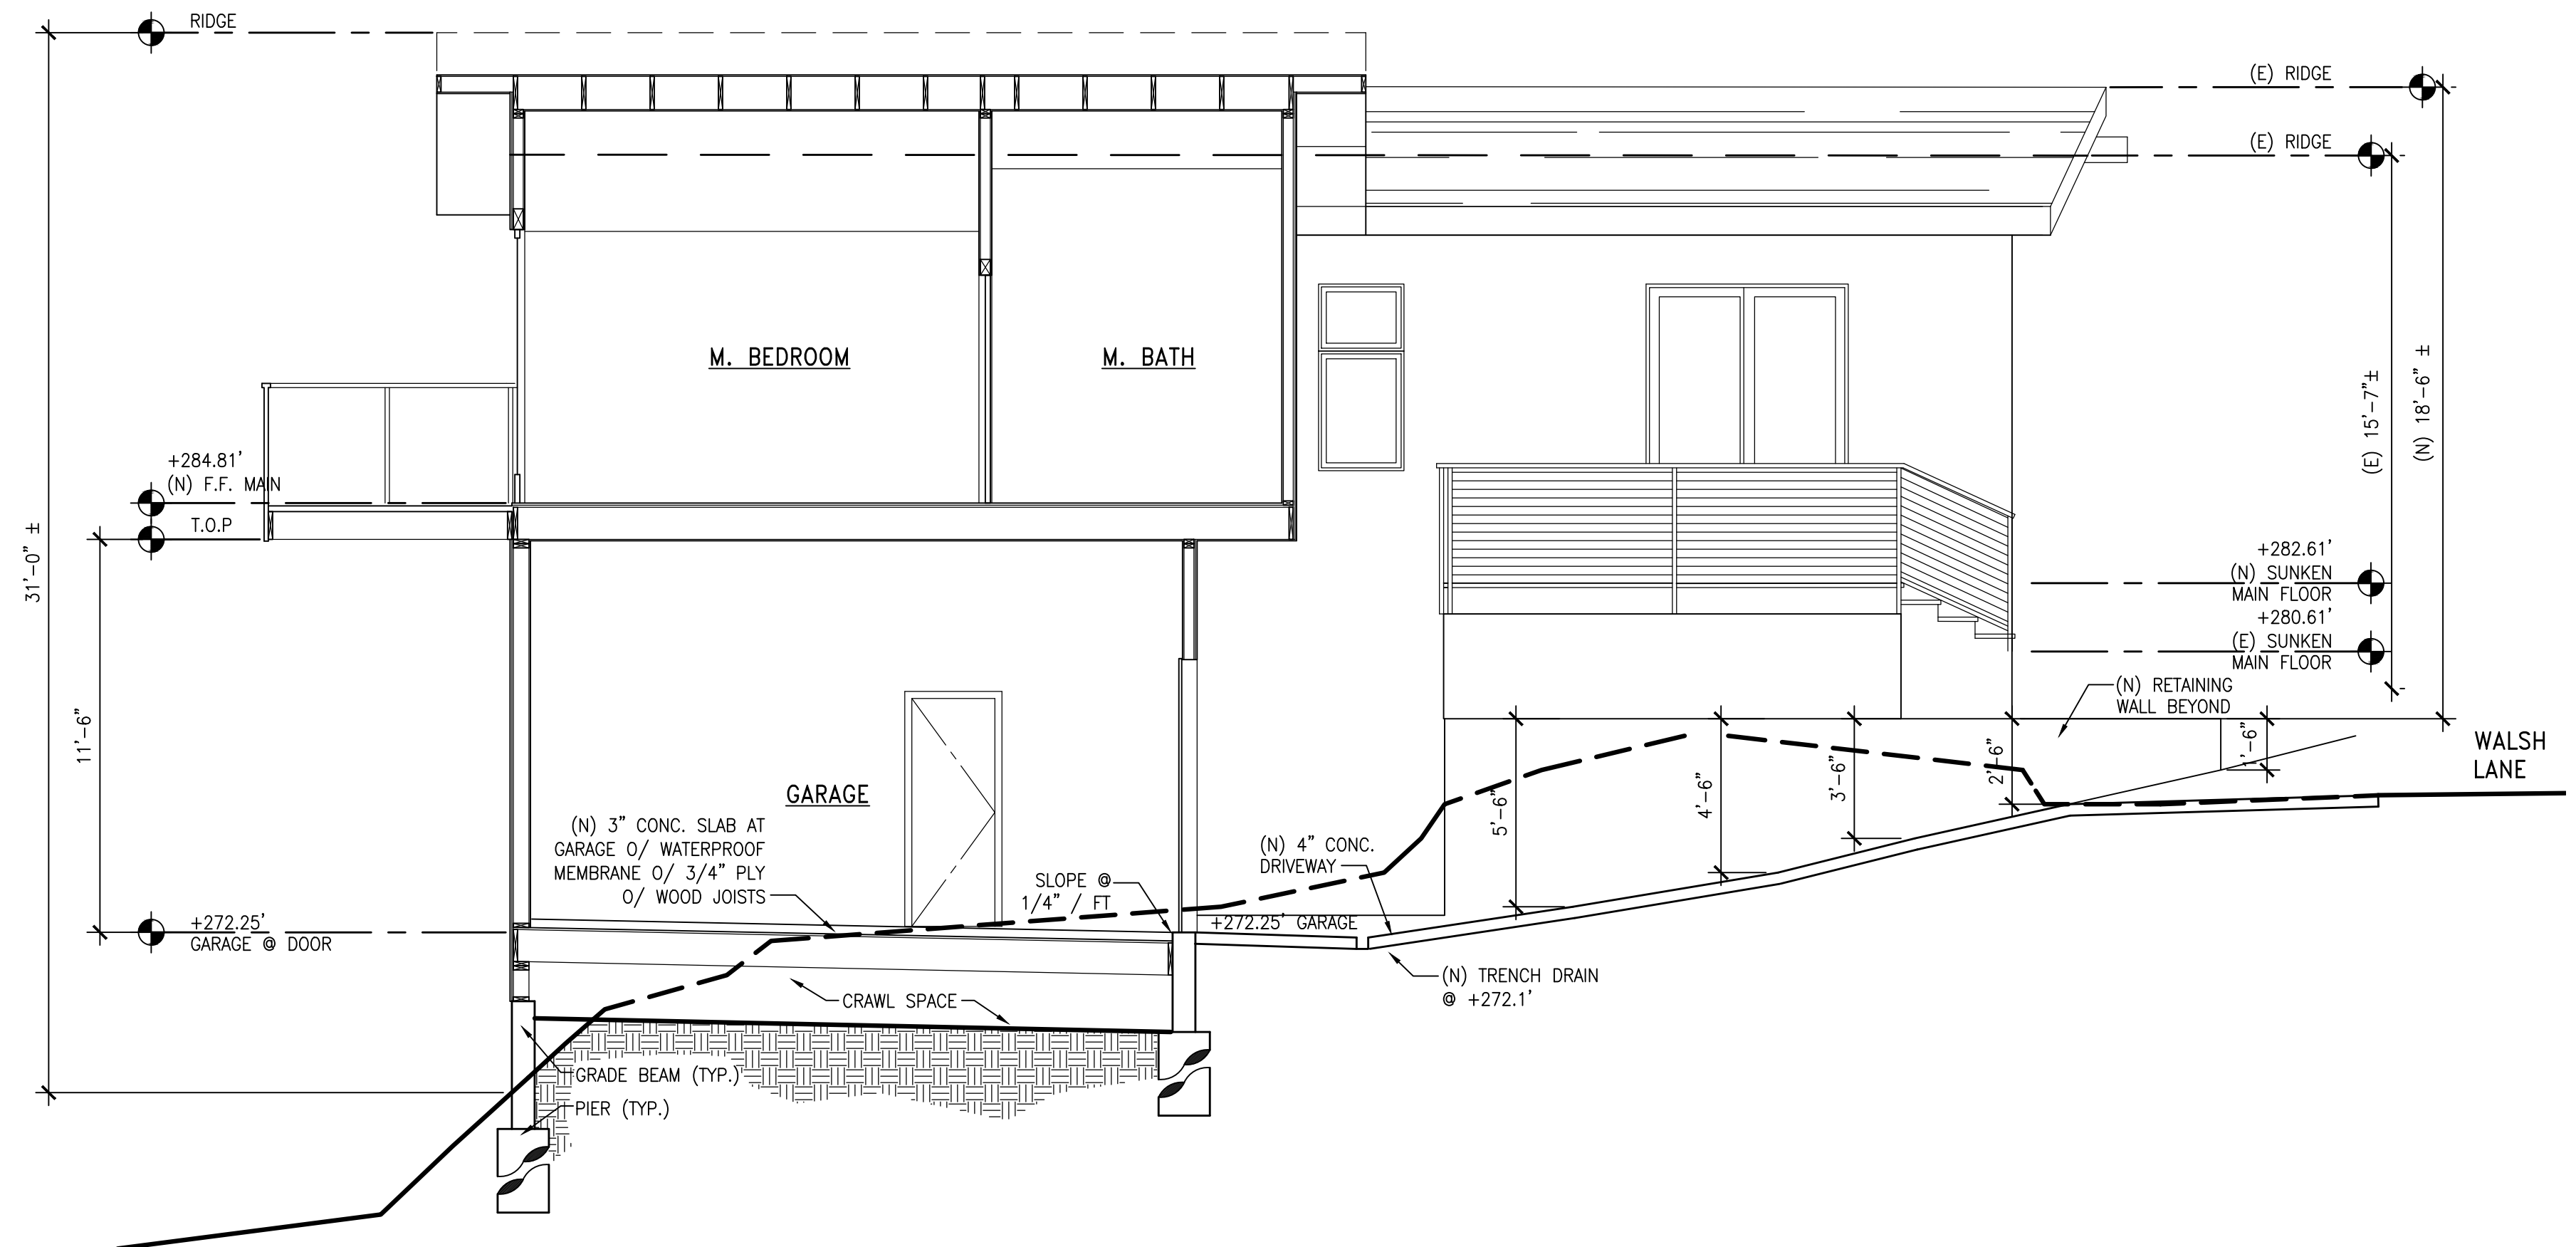 RIDGE
(E) RIDGE
(E) RIDGE
31'-0" ±
11'-6"
+284.81'
(N) F.F. MAIN
T.O.P
+272.25'
GARAGE @ DOOR
M. BEDROOM
M. BATH
GARAGE
(N) 3" CONC. SLAB AT
GARAGE O/ WATERPROOF
MEMBRANE O/ 3/4" PLY
O/ WOOD JOISTS
SLOPE @
1/4" / FT
CRAWL SPACE
GRADE BEAM (TYP.)
PIER (TYP.)
+272.25' GARAGE
(N) 4" CONC.
DRIVEWAY
(N) TRENCH DRAIN
@ +272.1'
5'-6"
4'-6"
3'-6"
2'-6"
1'-6"
(E) 15'-7"±
(N) 18'-6" ±
+282.61'
(N) SUNKEN
MAIN FLOOR
+280.61'
(E) SUNKEN
MAIN FLOOR
(N) RETAINING
WALL BEYOND
WALSH
LANE